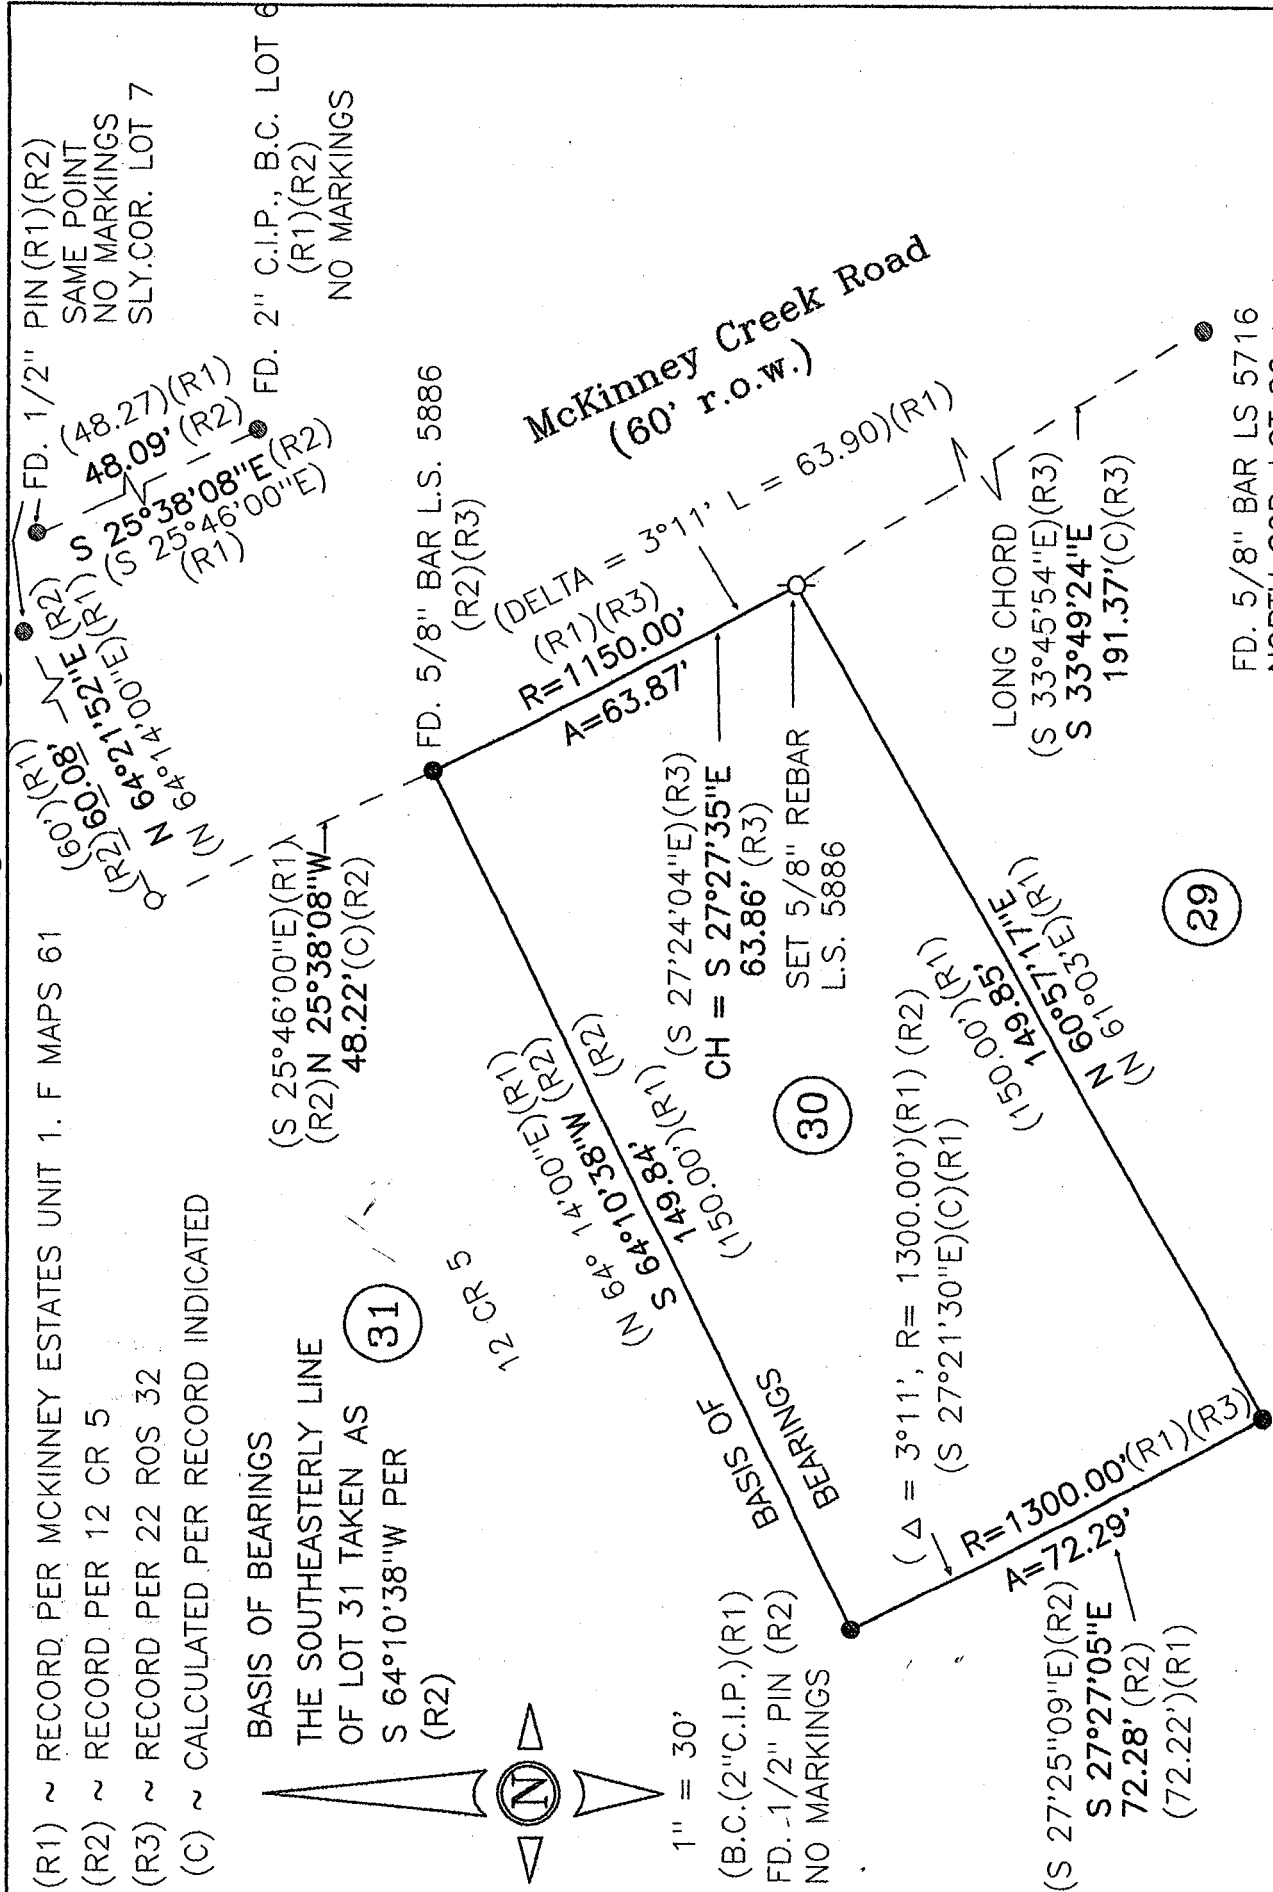 (R1) ~ RECORD PER MCKINNEY ESTATES UNIT 1. F MAPS 61
(R2) ~ RECORD PER 12 CR 5
(R3) ~ RECORD PER 22 ROS 32
(C) ~ CALCULATED PER RECORD INDICATED
BASIS OF BEARINGS
THE SOUTHEASTERLY LINE
OF LOT 31 TAKEN AS
S 64°10'38"W PER
(R2)
31
12 CR 5
N
1" = 30'
(B.C.(2"C.I.P.)(R1)
FD. 1/2" PIN (R2)
NO MARKINGS
FD. 1/2" PIN(R1)(R2)
SAME POINT
NO MARKINGS
SLY.COR. LOT 7
(60')(R1)
(R2)60.08'
N 64°21'52"E(R2)
(N 64°14'00"E)(R1)
(48.27)(R1)
48.09' (R2)
S 25°38'08"E(R2)
(S 25°46'00"E)
(R1)
FD. 2" C.I.P., B.C. LOT 6
(R1)(R2)
NO MARKINGS
(S 25°46'00"E)(R1)
(R2)N 25°38'08"W
48.22'(C)(R2)
FD. 5/8" BAR L.S. 5886
(R2)(R3)
McKinney Creek Road
(60' r.o.w.)
(DELTA = 3°11' L = 63.90)(R1)
(R1)(R3)
R=1150.00'
A=63.87'
(S 27°24'04"E)(R3)
CH = S 27°27'35"E
63.86' (R3)
SET 5/8" REBAR
L.S. 5886
(N 64° 14'00"E)(R1)
S 64°10'38"W (R2)
149.84' (R2)
(150.00')(R1)
BASIS OF
BEARINGS
30
LONG CHORD
(S 33°45'54"E)(R3)
S 33°49'24"E
191.37'(C)(R3)
(150.00')(R1)
149.85'
N 60°57'17"E
(N 61°03'E)(R1)
29
(Δ = 3°11', R= 1300.00')(R1)(R2)
(S 27°21'30"E)(C)(R1)
R=1300.00'(R1)(R3)
A=72.29'
(S 27°25'09"E)(R2)
S 27°27'05"E
72.28' (R2)
(72.22')(R1)
FD. 5/8" BAR LS 5716